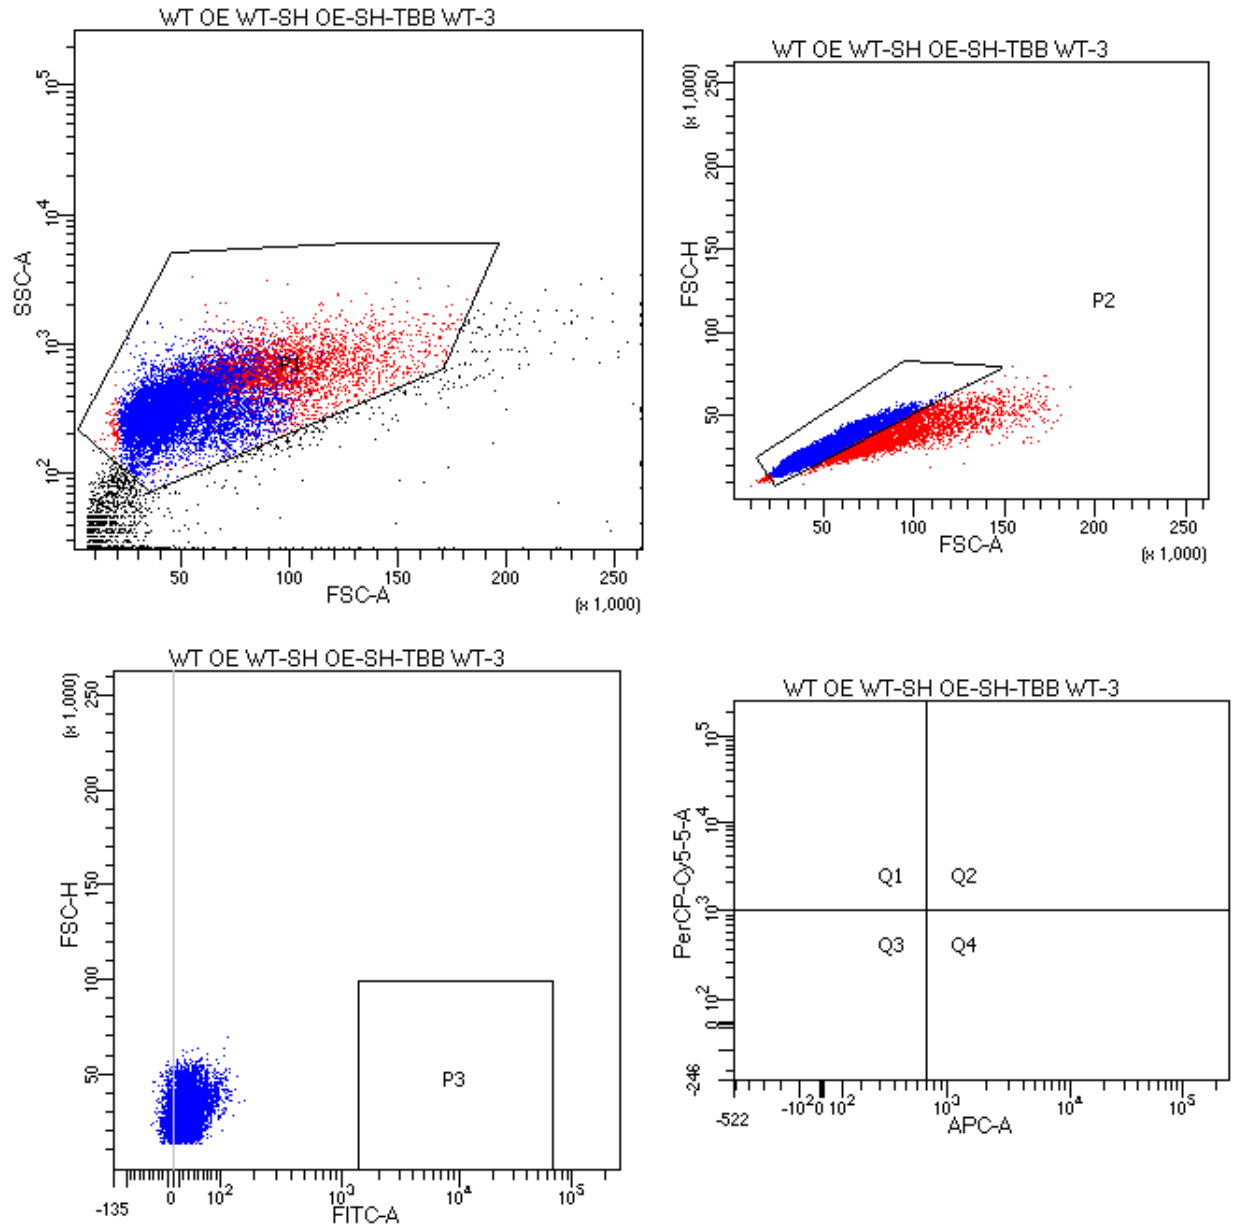 WT OE WT-SH OE-SH-TBB WT-3
SSC-A
10^5
10^4
10^3
10^2
P1
50 100 150 200 250
FSC-A
(x 1,000)
WT OE WT-SH OE-SH-TBB WT-3
(x 1,000)
FSC-H
250
200
150
100
50
P2
50 100 150 200 250
FSC-A
(x 1,000)
WT OE WT-SH OE-SH-TBB WT-3
(x 1,000)
FSC-H
250
200
150
100
50
P3
-135 0 10^2 10^3 10^4 10^5
FITC-A
WT OE WT-SH OE-SH-TBB WT-3
PerCP-Cy5-5-A
10^5
10^4
10^3
10^2
0
-246
Q1 Q2
Q3 Q4
-522 -10^2 0 10^2 10^3 10^4 10^5
APC-A